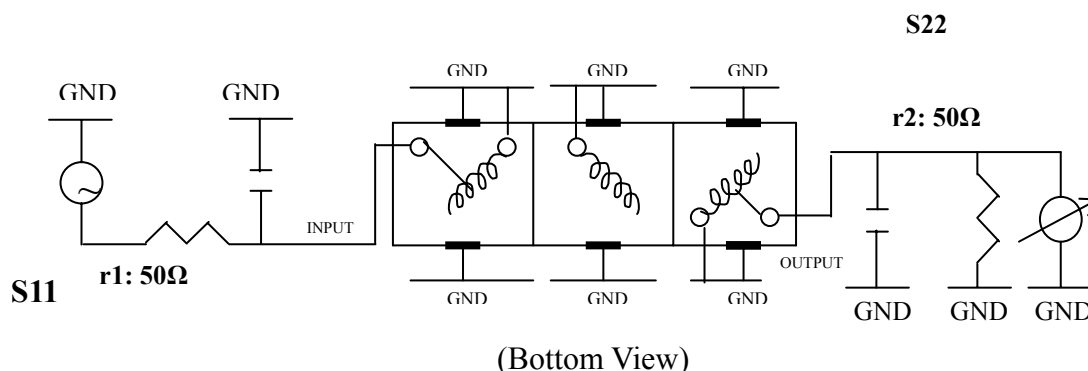 S22
GND GND GND
GND GND
r2: 50Ω
INPUT
r1: 50Ω
OUTPUT
S11
GND GND GND
GND GND GND
(Bottom View)